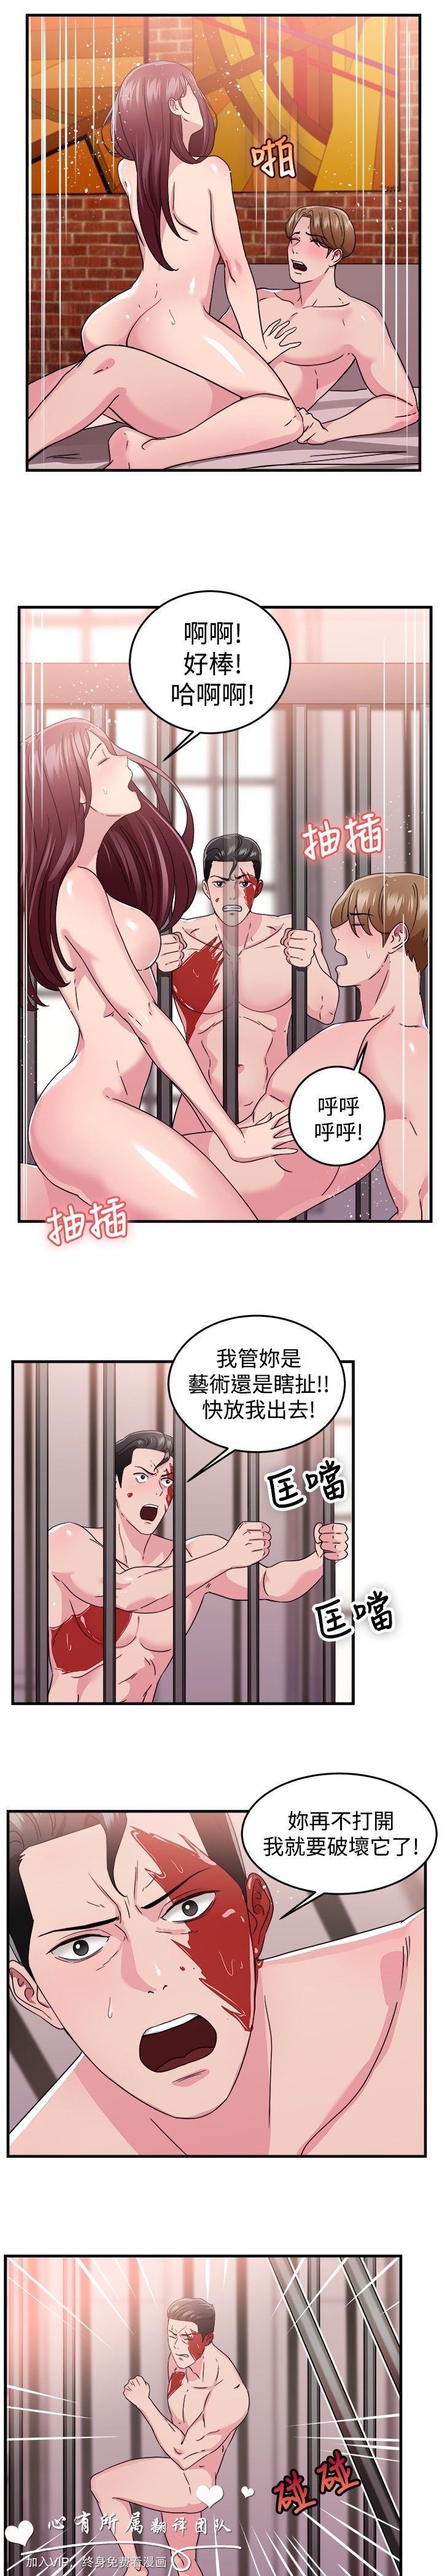 啪
啊啊!
好棒!
哈啊啊!
抽插
呼呼
呼呼!
抽插
我管妳是
藝術還是瞎扯!!
快放我出去!
匡噹
匡噹
妳再不打開
我就要破壞它了!
碰碰
心有所属翻译团队
加入VIP，终身免费看漫画